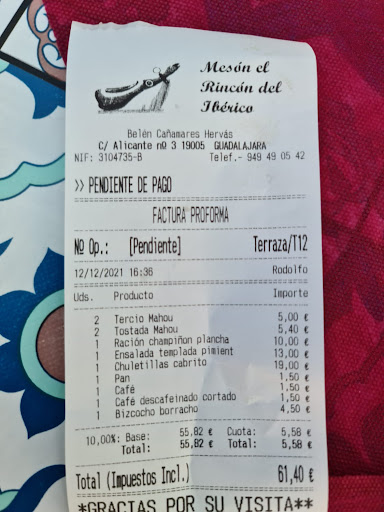 Mesón el
Rincón del
Ibérico
Belén Cañamares Hervás
C/ Alicante nº 3 19005 GUADALAJARA
NIF: 3104735-B Telef.- 949 49 05 42
>> PENDIENTE DE PAGO
FACTURA PROFORMA
Nº Op.: [Pendiente] Terraza/T12
12/12/2021 16:36 Rodolfo
Uds. Producto Importe
2 Tercio Mahou 5,00 €
2 Tostada Mahou 5,40 €
1 Ración champiñon plancha 10,00 €
1 Ensalada templada pimient 13,00 €
1 Chuletillas cabrito 19,00 €
1 Pan 1,50 €
1 Café 1,50 €
1 Café descafeinado cortado 1,50 €
1 Bizcocho borracho 4,50 €
10,00%: Base: 55,82 € Cuota: 5,58 €
Total: 55,82 € Total: 5,58 €
Total (Impuestos Incl.) 61,40 €
*GRACIAS POR SU VISITA**